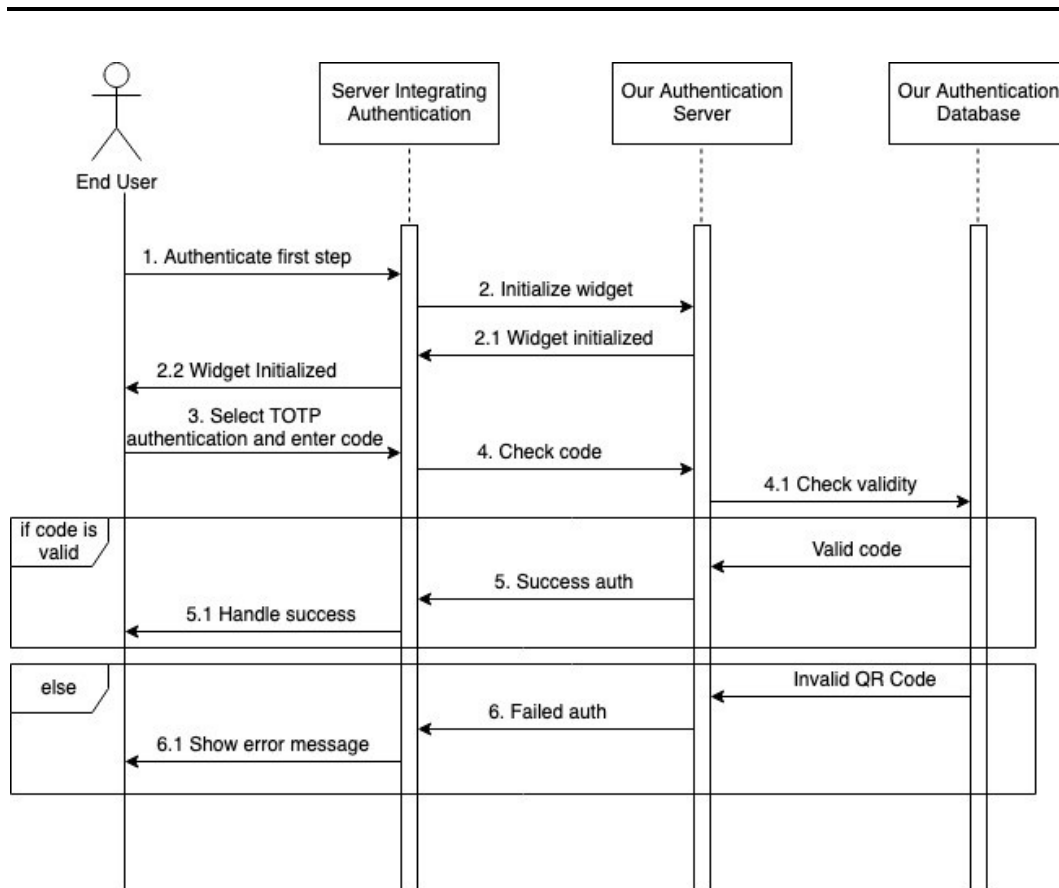 Server Integrating
Authentication
Our Authentication
Server
Our Authentication
Database
End User
1. Authenticate first step
2. Initialize widget
2.1 Widget initialized
2.2 Widget Initialized
3. Select TOTP
authentication and enter code
4. Check code
4.1 Check validity
if code is
valid
Valid code
5. Success auth
5.1 Handle success
else
Invalid QR Code
6. Failed auth
6.1 Show error message